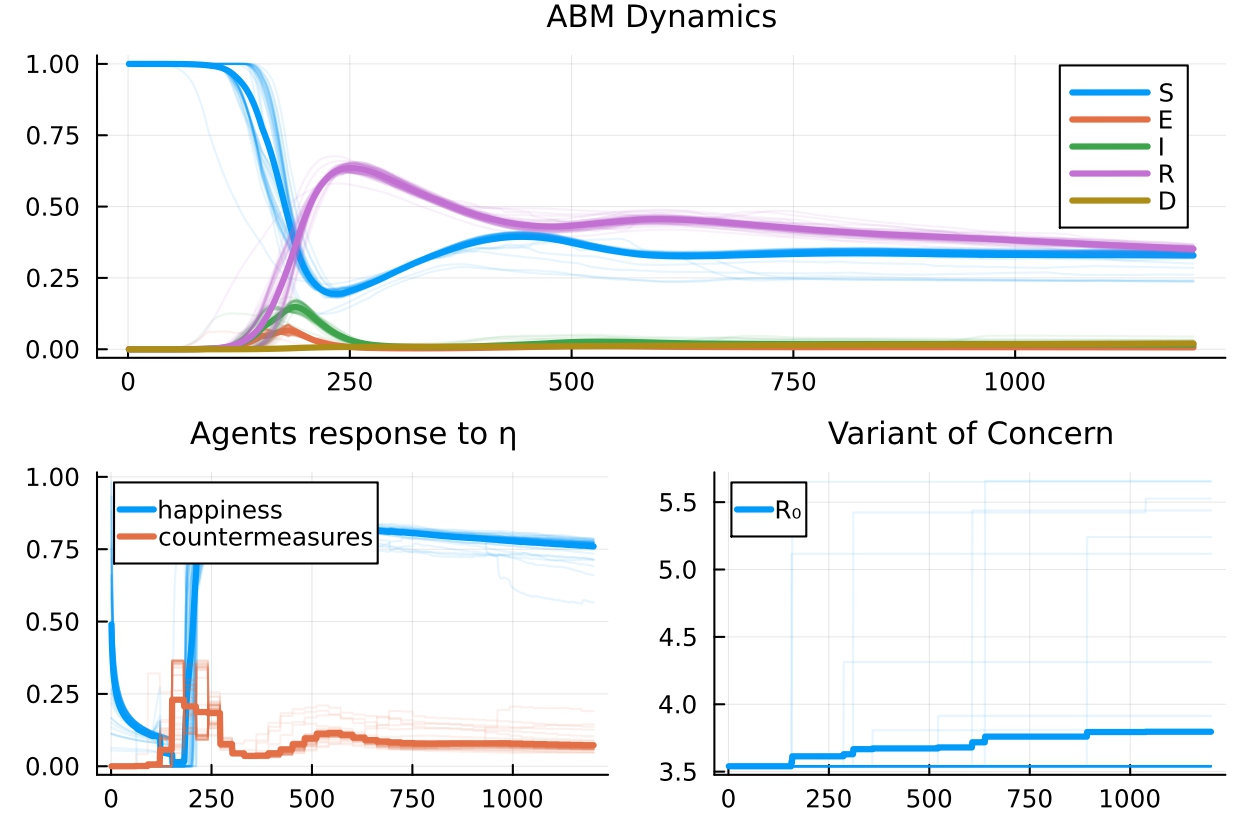 ABM Dynamics
1.00
0.75
0.50
0.25
0.00
S
E
I
R
D
0 250 500 750 1000
Agents response to η
1.00
0.75
0.50
0.25
0.00
happiness
countermeasures
0 250 500 750 1000
Variant of Concern
5.5
5.0
4.5
4.0
3.5
R₀
0 250 500 750 1000